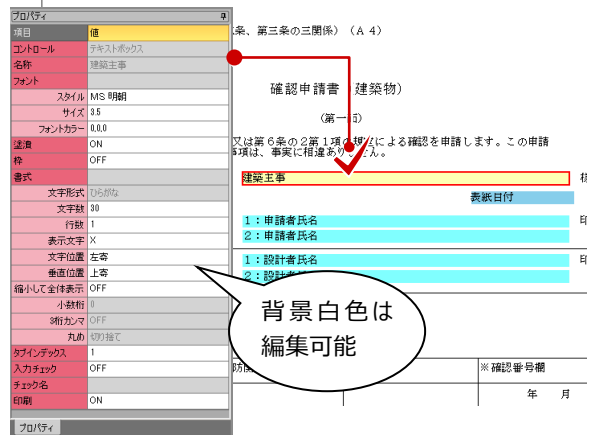 プロパティ
項目 値
コントロール テキストボックス
名称 建築主事
フォント
スタイル MS 明朝
サイズ 8.5
フォントカラー 0,0,0
認識 ON
枠 OFF
書式
文字形式 ひらがな
文字数 30
行数 1
表示文字 X
文字位置 左寄
垂直位置 上寄
縮小して全体表示 OFF
小数桁 0
3桁カンマ OFF
丸め 切り捨て
タブインデックス 1
入力チェック OFF
チェック名
印刷 ON
プロパティ
条、第三条の三関係)(A4)
確認申請書(建築物)
(第一面)
又は第6条の2第1項の規定による確認を申請します。この申請
事項は、事実に相違ありません。
建築主事
表紙日付
1:申請者氏名 印
2:申請者氏名
1:設計者氏名 印
2:設計者氏名
背景白色は
編集可能
※確認番号欄
年 月